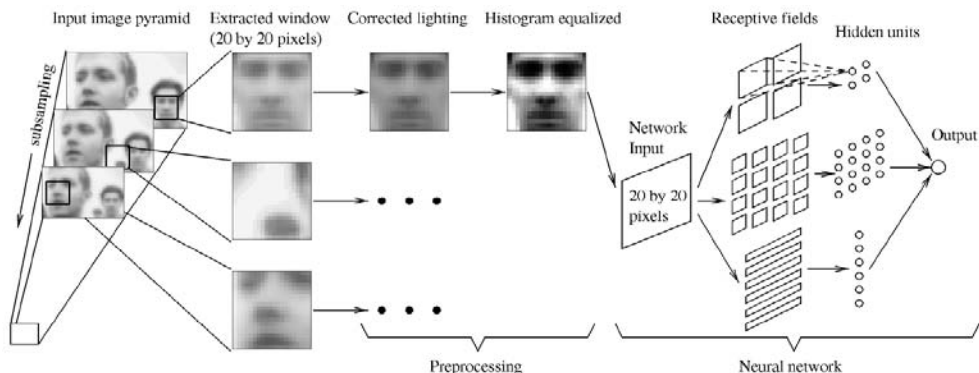 Input image pyramid
Extracted window
(20 by 20 pixels)
Corrected lighting
Histogram equalized
Receptive fields
Hidden units
subsampling
Network
Input
20 by 20
pixels
Output
Preprocessing
Neural network